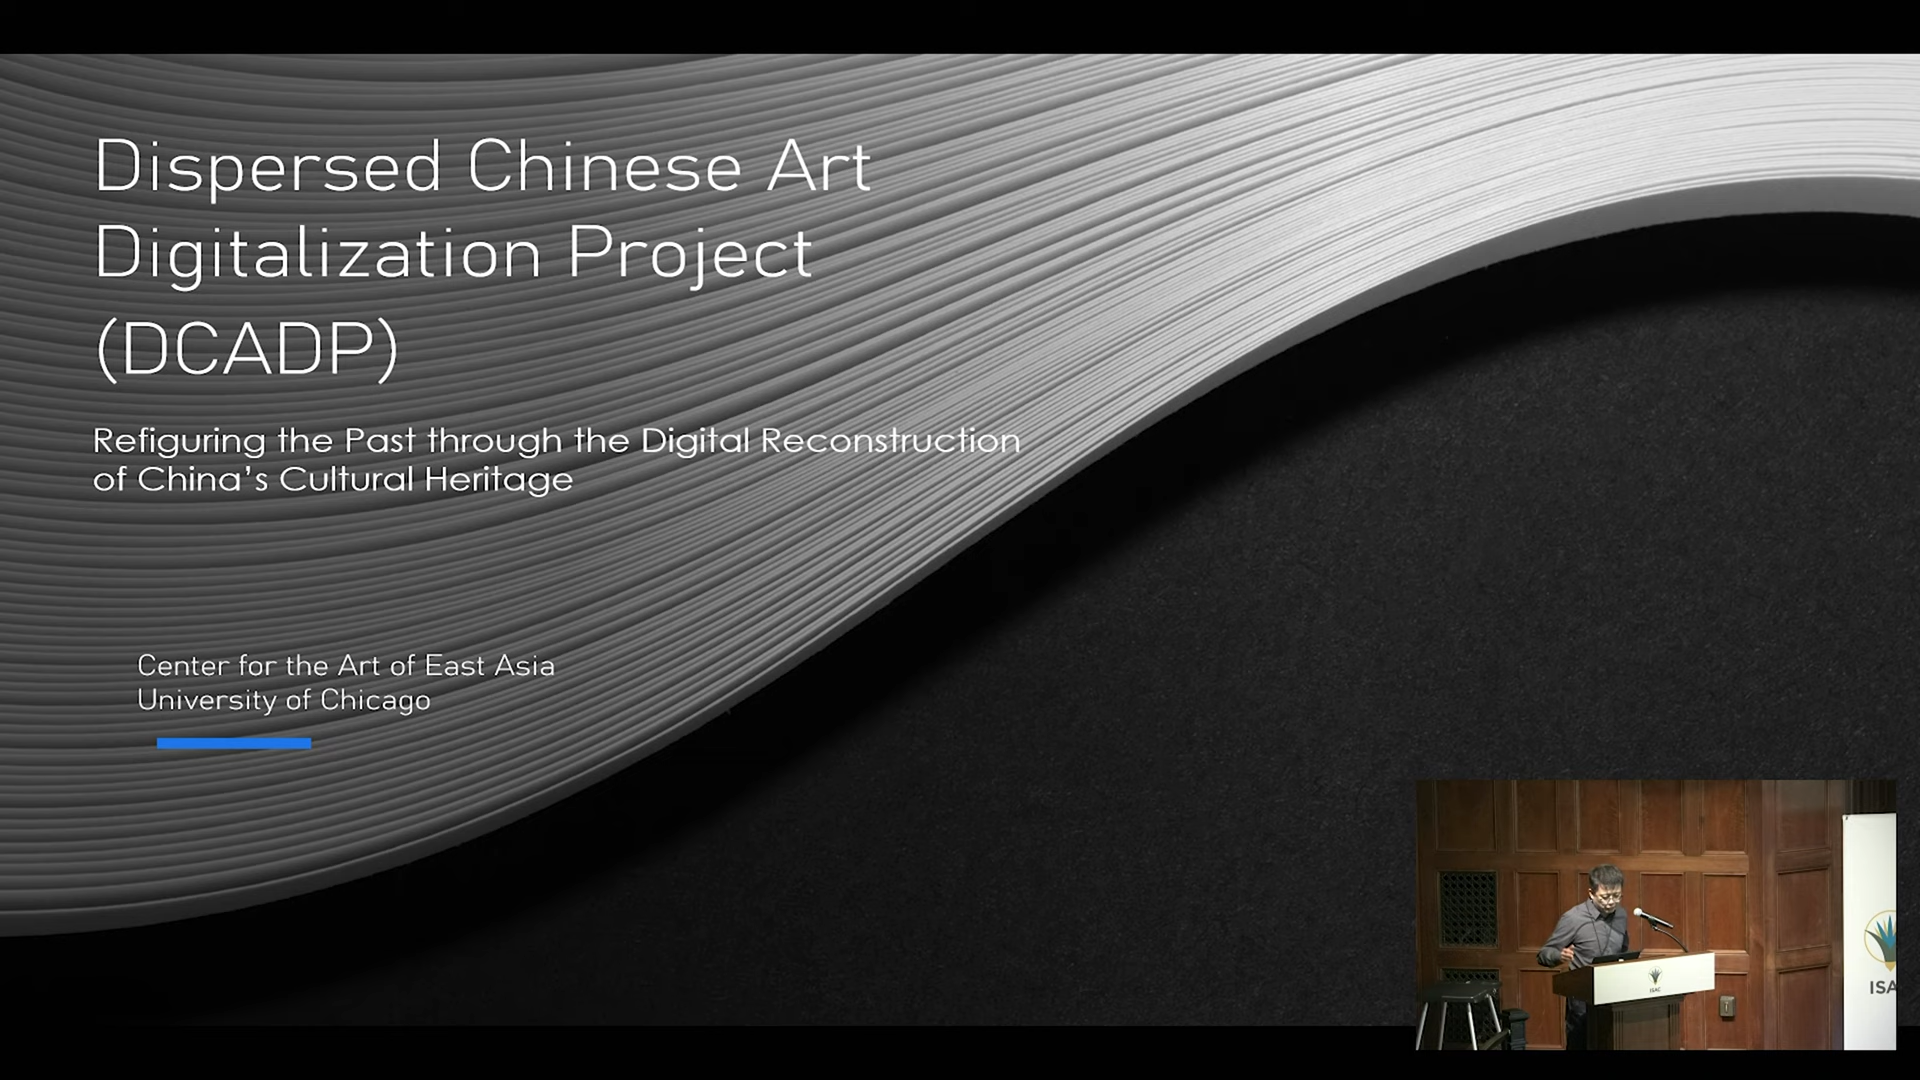 Dispersed Chinese Art
Digitalization Project
(DCADP)
Refiguring the Past through the Digital Reconstruction
of China's Cultural Heritage
Center for the Art of East Asia
University of Chicago
ISAC
ISA